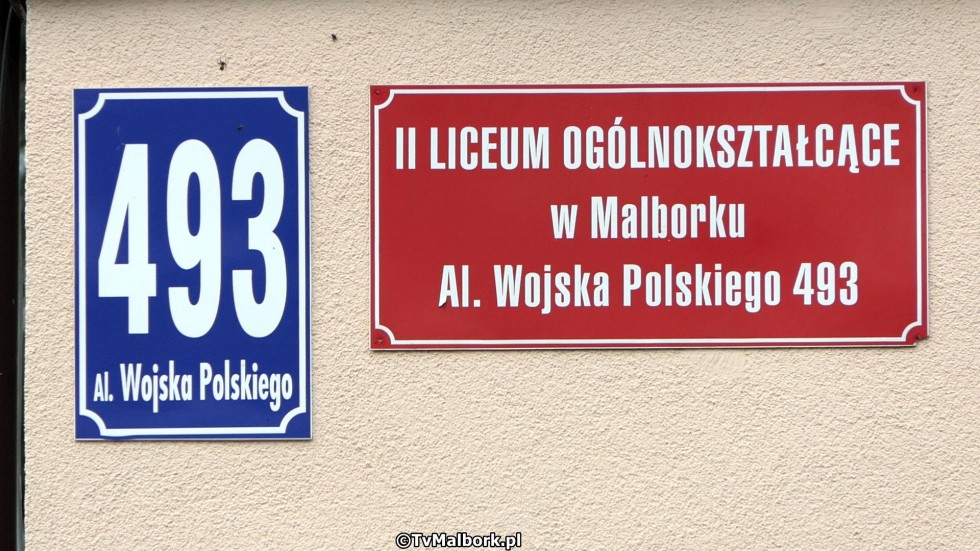 493
Al. Wojska Polskiego
II LICEUM OGÓLNOKSZTAŁCĄCE
w Malborku
Al. Wojska Polskiego 493
©TvMalbork.pl